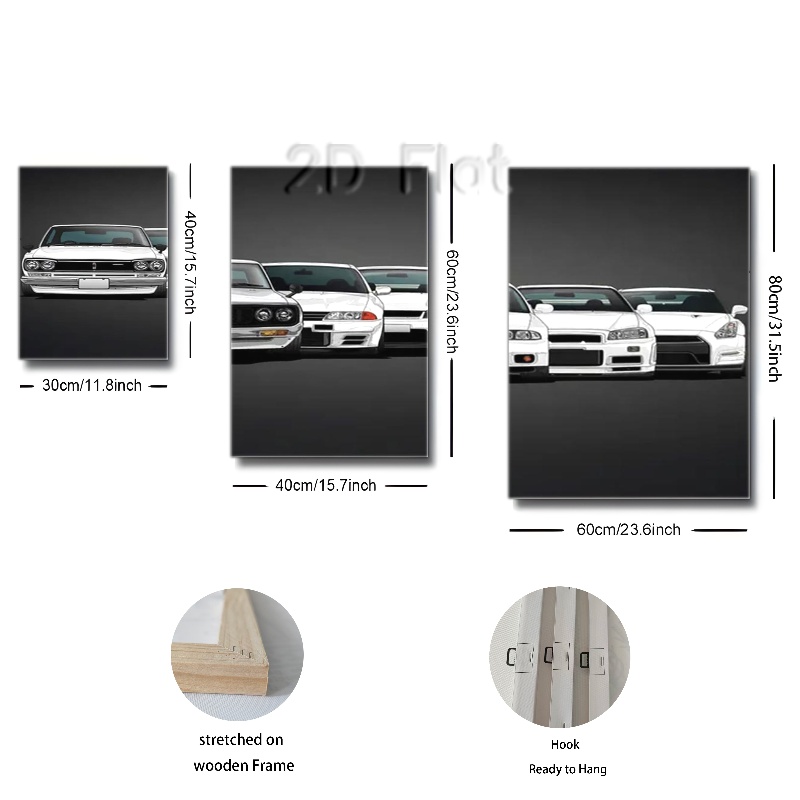 2D Flat
40cm/15.7inch
30cm/11.8inch
60cm/23.6inch
40cm/15.7inch
80cm/31.5inch
60cm/23.6inch
stretched on
wooden Frame
Hook
Ready to Hang